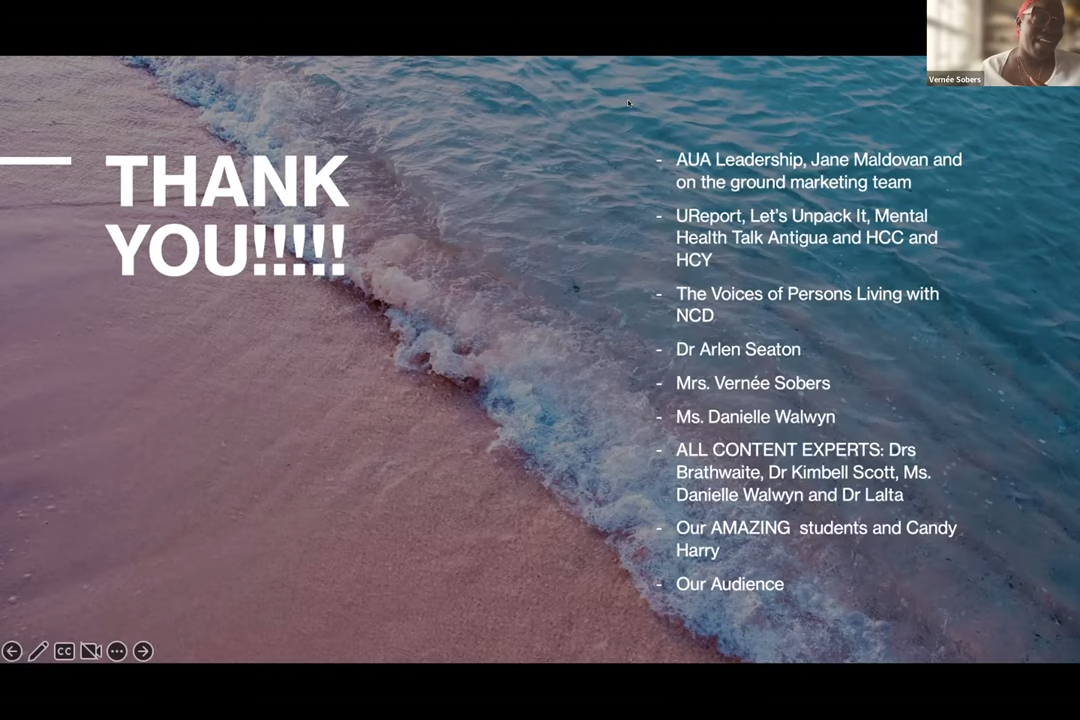 Vernée Sobers
THANK
YOU!!!!!
- AUA Leadership, Jane Maldovan and
on the ground marketing team
- UReport, Let's Unpack It, Mental
Health Talk Antigua and HCC and
HCY
- The Voices of Persons Living with
NCD
- Dr Arlen Seaton
- Mrs. Vernée Sobers
- Ms. Danielle Walwyn
- ALL CONTENT EXPERTS: Drs
Brathwaite, Dr Kimbell Scott, Ms.
Danielle Walwyn and Dr Lalta
- Our AMAZING  students and Candy
Harry
- Our Audience
CC